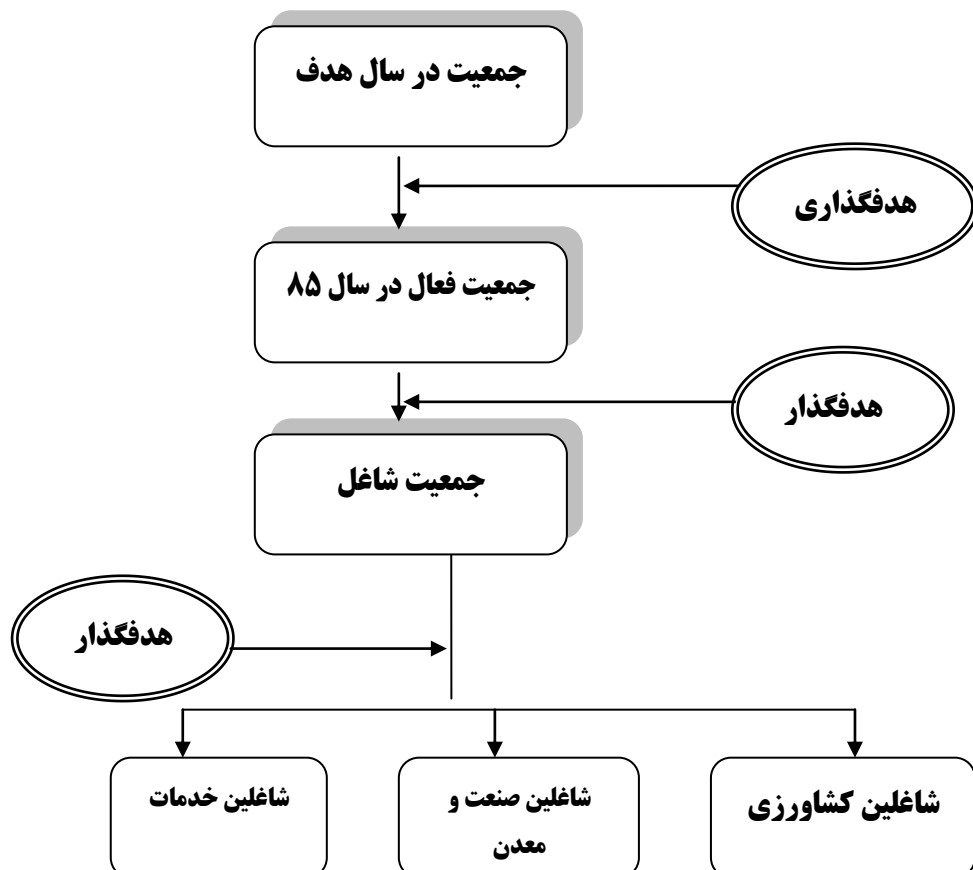 جمعیت در سال هدف
هدفگذاری
جمعیت فعال در سال ۸۵
هدفگذار
جمعیت شاغل
هدفگذار
شاغلین کشاورزی
شاغلین صنعت و
معدن
شاغلین خدمات